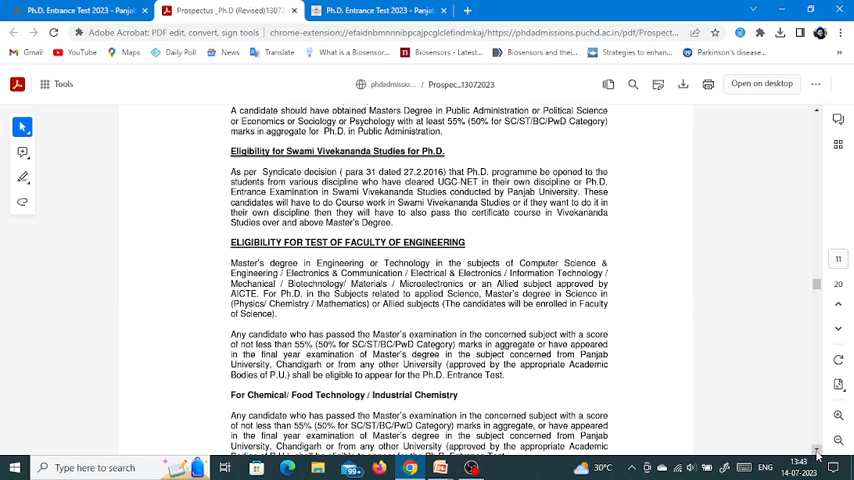 Ph.D. Entrance Test 2023 - Panjab
Prospectus _Ph.D (Revised)13072
Ph.D. Entrance Test 2023 - Panjab
Adobe Acrobat: PDF edit, convert, sign tools
chrome-extension://efaidnbmnnnibpcajpcglclefindmkaj/https://phdadmissions.puchd.ac.in/pdf/Prospect...
Gmail
YouTube
Maps
Daily Poll
News
Translate
What is a Biosensor...
Biosensors - Latest...
Biosensors and thei...
Strategies to enhan...
Parkinson's disease...
Tools
phdadmissio...
Prospec...13072023
Open on desktop
A candidate should have obtained Masters Degree in Public Administration or Political Science
or Economics or Sociology or Psychology with at least 55% (50% for SC/ST/BC/PwD Category)
marks in aggregate for Ph.D. in Public Administration.
Eligibility for Swami Vivekananda Studies for Ph.D.
As per Syndicate decision ( para 31 dated 27.2.2016) that Ph.D. programme be opened to the
students from various discipline who have cleared UGC-NET in their own discipline or Ph.D.
Entrance Examination in Swami Vivekananda Studies conducted by Panjab University. These
candidates will have to do Course work in Swami Vivekananda Studies or if they want to do it in
their own discipline then they will have to also pass the certificate course in Vivekananda
Studies over and above Master's Degree.
ELIGIBILITY FOR TEST OF FACULTY OF ENGINEERING
Master's degree in Engineering or Technology in the subjects of Computer Science &
Engineering / Electronics & Communication / Electrical & Electronics / Information Technology /
Mechanical / Biotechnology/ Materials / Microelectronics or an Allied subject approved by
AICTE. For Ph.D. in the Subjects related to applied Science, Master's degree in Science in
(Physics/ Chemistry / Mathematics) or Allied subjects (The candidates will be enrolled in Faculty
of Science).
Any candidate who has passed the Master's examination in the concerned subject with a score
of not less than 55% (50% for SC/ST/BC/PwD Category) marks in aggregate or have appeared
in the final year examination of Master's degree in the subject concerned from Panjab
University, Chandigarh or from any other University (approved by the appropriate Academic
Bodies of P.U.) shall be eligible to appear for the Ph.D. Entrance Test.
For Chemical/ Food Technology / Industrial Chemistry
Any candidate who has passed the Master's examination in the concerned subject with a score
of not less than 55% (50% for SC/ST/BC/PwD Category) marks in aggregate, or have appeared
in the final year examination of Master's degree in the subject concerned from Panjab
University, Chandigarh or from any other University (approved by the appropriate Academic
11
20
Type here to search
99+
30°C
ENG
13:43
14-07-2023